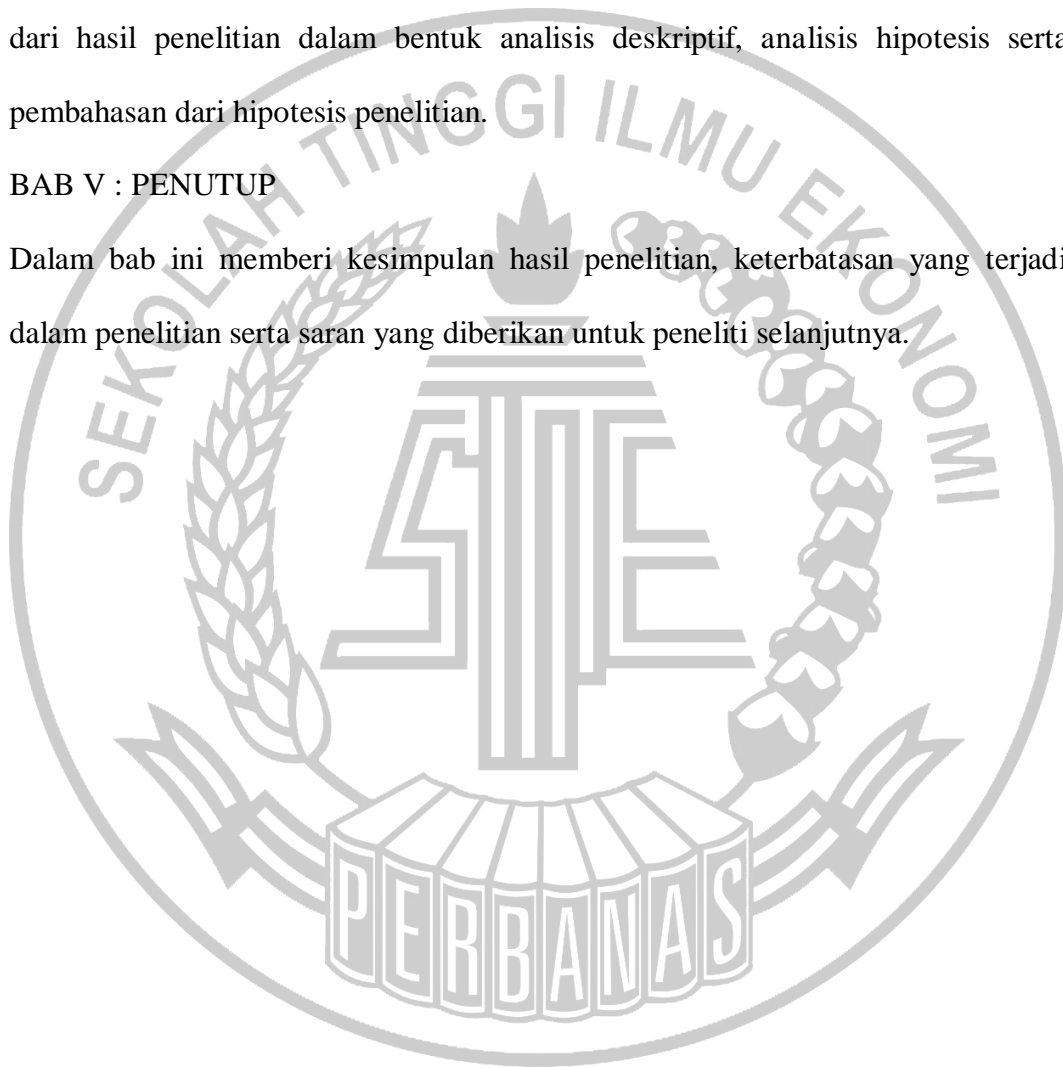 dari hasil penelitian dalam bentuk analisis deskriptif, analisis hipotesis serta
pembahasan dari hipotesis penelitian.
BAB V : PENUTUP
Dalam bab ini memberi kesimpulan hasil penelitian, keterbatasan yang terjadi
dalam penelitian serta saran yang diberikan untuk peneliti selanjutnya.
SEKOLAH TINGGI ILMU EKONOMI
STIE
PERBANAS